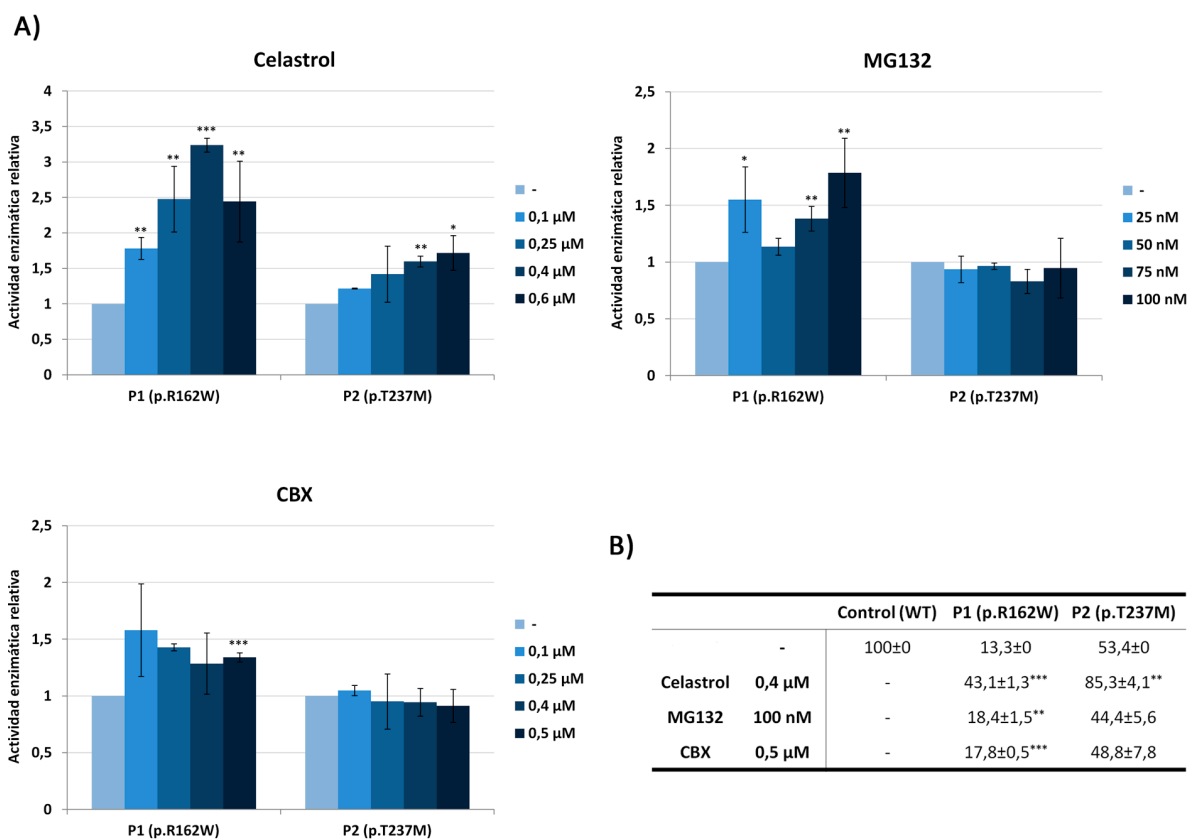 A)
Celastrol
Actividad enzimática relativa
4
3,5
3
2,5
2
1,5
1
0,5
0
** ** *** **
** *
P1 (p.R162W) P2 (p.T237M)
-
0,1 µM
0,25 µM
0,4 µM
0,6 µM
MG132
Actividad enzimática relativa
2,5
2
1,5
1
0,5
0
* ** **
P1 (p.R162W) P2 (p.T237M)
-
25 nM
50 nM
75 nM
100 nM
CBX
Actividad enzimática relativa
2,5
2
1,5
1
0,5
0
***
P1 (p.R162W) P2 (p.T237M)
-
0,1 µM
0,25 µM
0,4 µM
0,5 µM
B)
Control (WT) P1 (p.R162W) P2 (p.T237M)
- 100±0 13,3±0 53,4±0
Celastrol 0,4 µM - 43,1±1,3*** 85,3±4,1**
MG132 100 nM - 18,4±1,5** 44,4±5,6
CBX 0,5 µM - 17,8±0,5*** 48,8±7,8